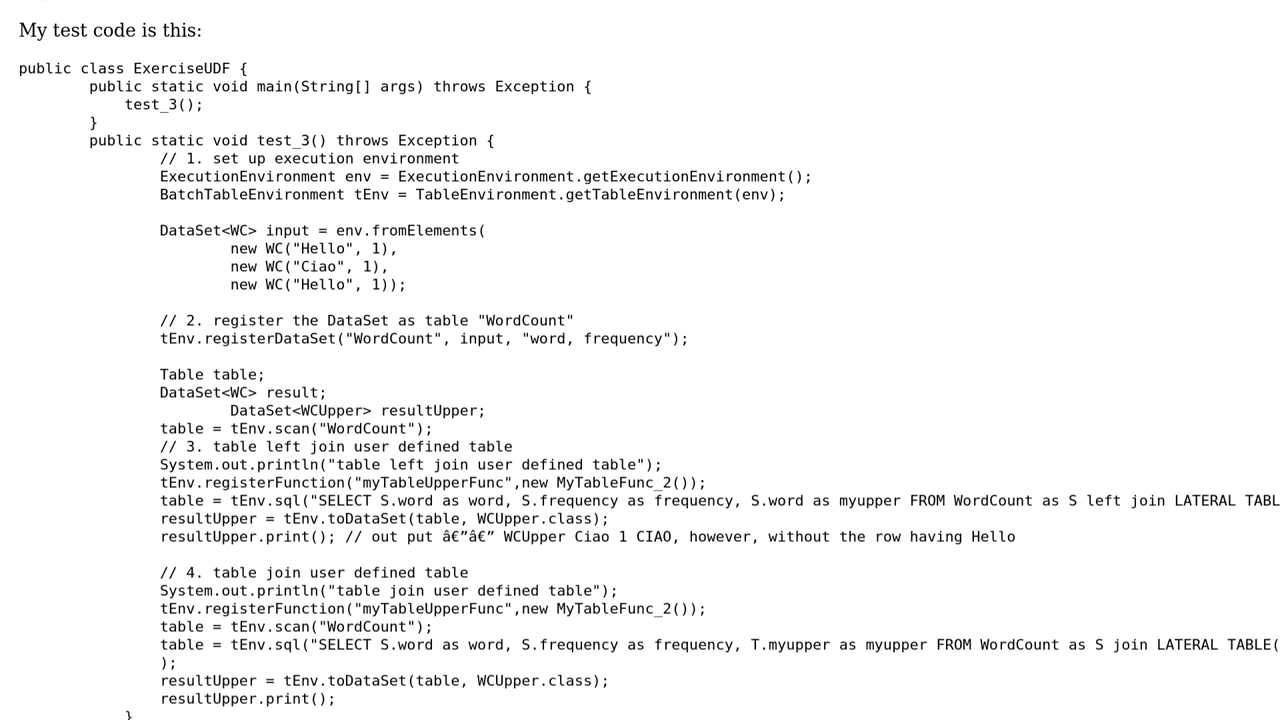 My test code is this:
public class ExerciseUDF {
        public static void main(String[] args) throws Exception {
            test_3();
        }
        public static void test_3() throws Exception {
                // 1. set up execution environment
                ExecutionEnvironment env = ExecutionEnvironment.getExecutionEnvironment();
                BatchTableEnvironment tEnv = TableEnvironment.getTableEnvironment(env);
                DataSet<WC> input = env.fromElements(
                        new WC("Hello", 1),
                        new WC("Ciao", 1),
                        new WC("Hello", 1));
                // 2. register the DataSet as table "WordCount"
                tEnv.registerDataSet("WordCount", input, "word, frequency");
                Table table;
                DataSet<WC> result;
                        DataSet<WCUpper> resultUpper;
                table = tEnv.scan("WordCount");
                // 3. table left join user defined table
                System.out.println("table left join user defined table");
                tEnv.registerFunction("myTableUpperFunc",new MyTableFunc_2());
                table = tEnv.sql("SELECT S.word as word, S.frequency as frequency, S.word as myupper FROM WordCount as S left join LATERAL TABL
                resultUpper = tEnv.toDataSet(table, WCUpper.class);
                resultUpper.print(); // out put â€”â€” WCUpper Ciao 1 CIAO, however, without the row having Hello
                // 4. table join user defined table
                System.out.println("table join user defined table");
                tEnv.registerFunction("myTableUpperFunc",new MyTableFunc_2());
                table = tEnv.scan("WordCount");
                table = tEnv.sql("SELECT S.word as word, S.frequency as frequency, T.myupper as myupper FROM WordCount as S join LATERAL TABLE(
                );
                resultUpper = tEnv.toDataSet(table, WCUpper.class);
                resultUpper.print();
            }